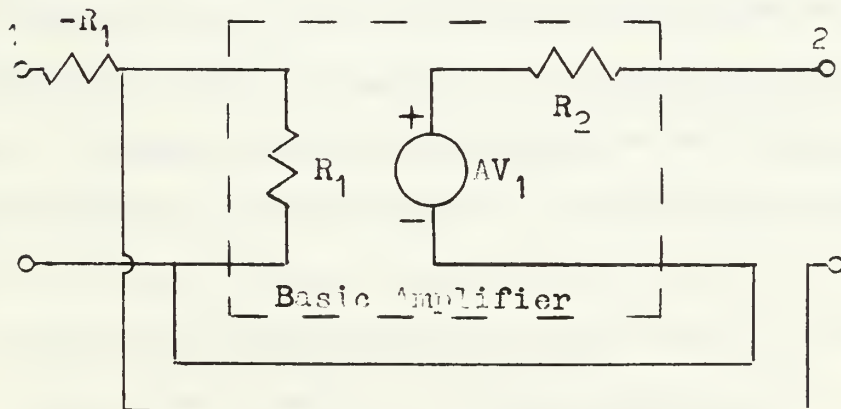 1
-R₁
2
R₂
+
R₁
AV₁
-
Basic Amplifier